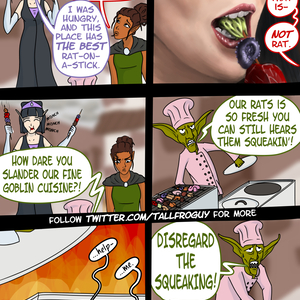 I WAS
HUNGRY,
AND THIS
PLACE HAS
THE BEST
RAT-ON
A-STICK.
IS-
NOT
RAT.
HOW DARE YOU
SLANDER OUR FINE
GOBLIN CUISINE?!
OUR RATS IS
SO FRESH YOU
CAN STILL HEARS
THEM SQUEAKIN'!
FOLLOW TWITTER.COM/TALLFROGUY FOR MORE
...help...
...me...
DISREGARD
THE
SQUEAKING!